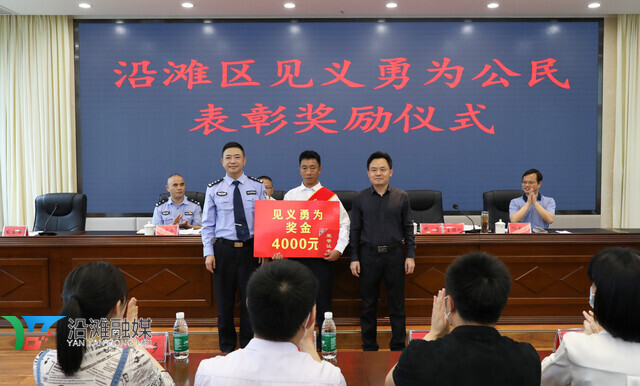 沿滩区见义勇为公民
表彰奖励仪式
见义勇为
奖金
4000元
沿滩融媒
YAN TAN RONG MEI